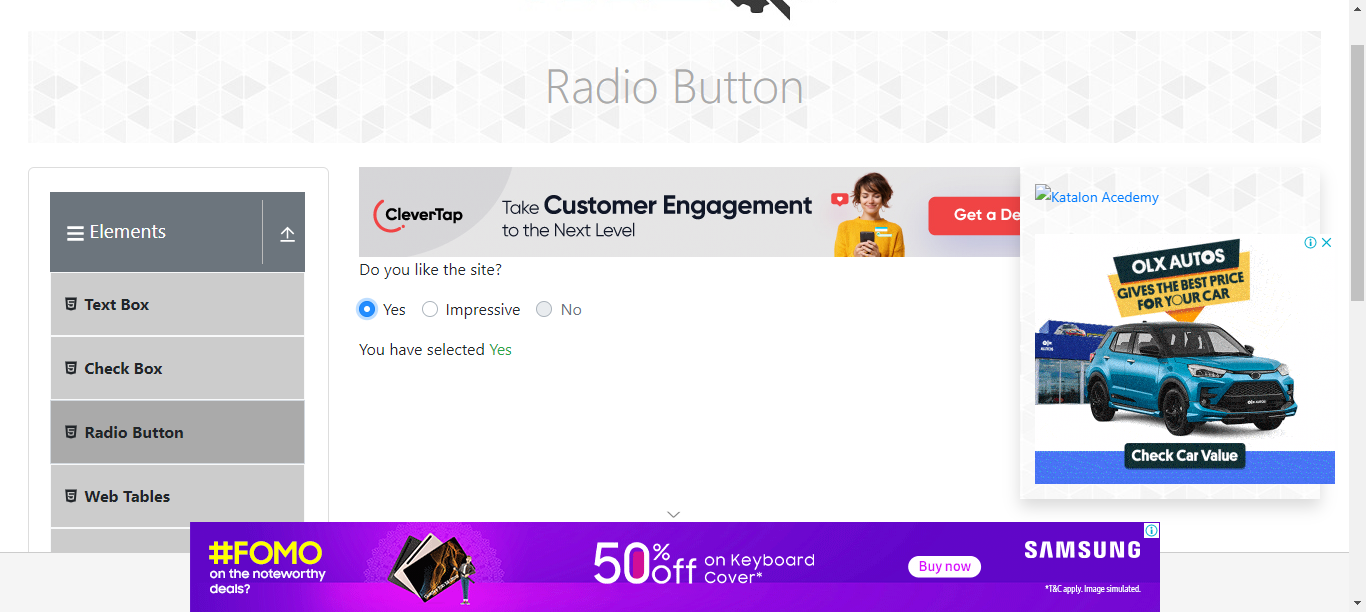 Radio Button
Elements
Text Box
Check Box
Radio Button
Web Tables
CleverTap
Take Customer Engagement
to the Next Level
Get a De
Do you like the site?
Yes
Impressive
No
You have selected Yes
Katalon Acedemy
OLX AUTOS
GIVES THE BEST PRICE
FOR YOUR CAR
Check Car Value
#FOMO
on the noteworthy
deals?
50% off
on Keyboard
Cover*
Buy now
SAMSUNG
*T&C apply. Image simulated.